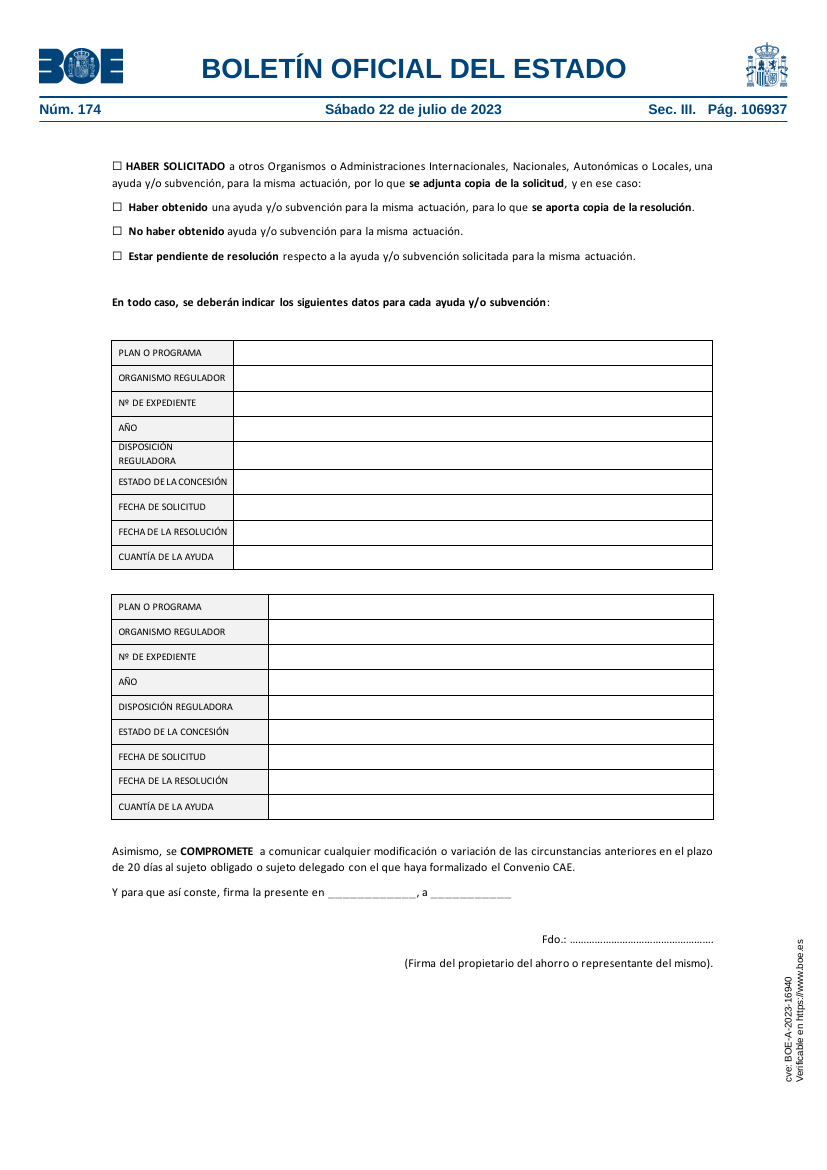 BOE
BOLETÍN OFICIAL DEL ESTADO
Núm. 174
Sábado 22 de julio de 2023
Sec. III. Pág. 106937
☐ HABER SOLICITADO a otros Organismos o Administraciones Internacionales, Nacionales, Autonómicas o Locales, una
ayuda y/o subvención, para la misma actuación, por lo que se adjunta copia de la solicitud, y en ese caso:
☐ Haber obtenido una ayuda y/o subvención para la misma actuación, para lo que se aporta copia de la resolución.
☐ No haber obtenido ayuda y/o subvención para la misma actuación.
☐ Estar pendiente de resolución respecto a la ayuda y/o subvención solicitada para la misma actuación.
En todo caso, se deberán indicar los siguientes datos para cada ayuda y/o subvención:
PLAN O PROGRAMA
ORGANISMO REGULADOR
Nº DE EXPEDIENTE
AÑO
DISPOSICIÓN
REGULADORA
ESTADO DE LA CONCESIÓN
FECHA DE SOLICITUD
FECHA DE LA RESOLUCIÓN
CUANTÍA DE LA AYUDA
PLAN O PROGRAMA
ORGANISMO REGULADOR
Nº DE EXPEDIENTE
AÑO
DISPOSICIÓN REGULADORA
ESTADO DE LA CONCESIÓN
FECHA DE SOLICITUD
FECHA DE LA RESOLUCIÓN
CUANTÍA DE LA AYUDA
Asimismo, se COMPROMETE a comunicar cualquier modificación o variación de las circunstancias anteriores en el plazo
de 20 días al sujeto obligado o sujeto delegado con el que haya formalizado el Convenio CAE.
Y para que así conste, firma la presente en ____________, a ___________
Fdo.: ………………………………………….
(Firma del propietario del ahorro o representante del mismo).
cve: BOE-A-2023-16940
Verificable en https://www.boe.es